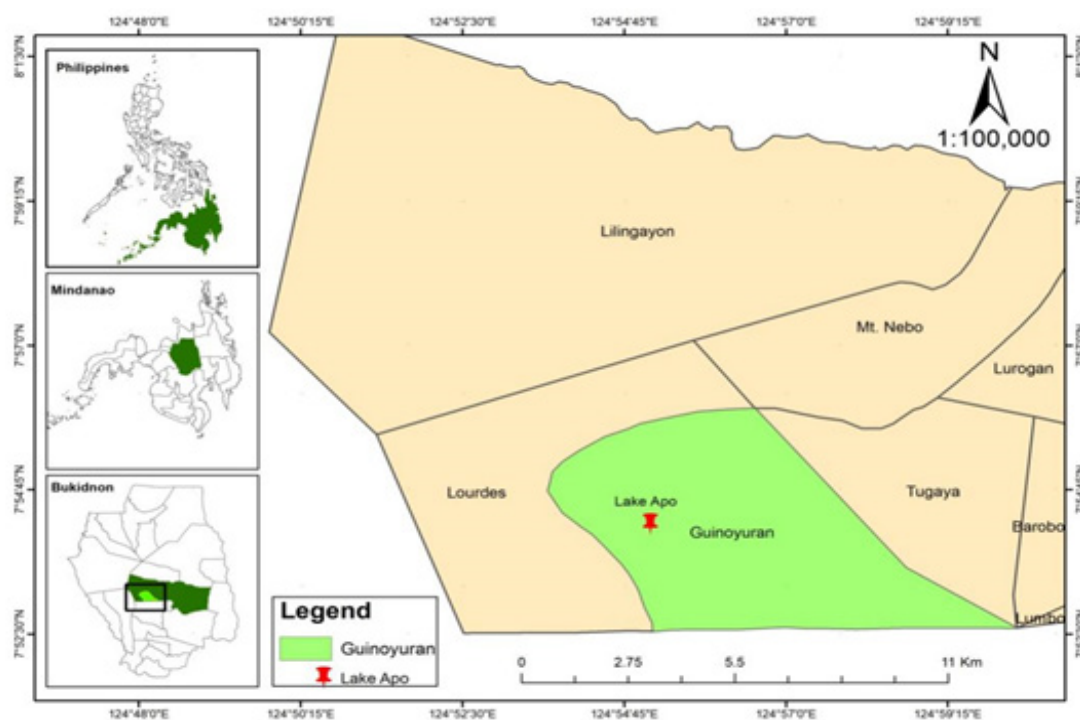 124°48'0"E 124°50'15"E 124°52'30"E 124°54'45"E 124°57'0"E 124°59'15"E
8°1'30"N
7°59'15"N
7°57'0"N
7°54'45"N
7°52'30"N
Philippines
Mindanao
Bukidnon
N
1:100,000
Lilingayon
Mt. Nebo
Lurogan
Lourdes
Lake Apo
Guinoyuran
Tugaya
Barobo
Lumbo
Legend
Guinoyuran
Lake Apo
0 2.75 5.5 11 Km
124°48'0"E 124°50'15"E 124°52'30"E 124°54'45"E 124°57'0"E 124°59'15"E